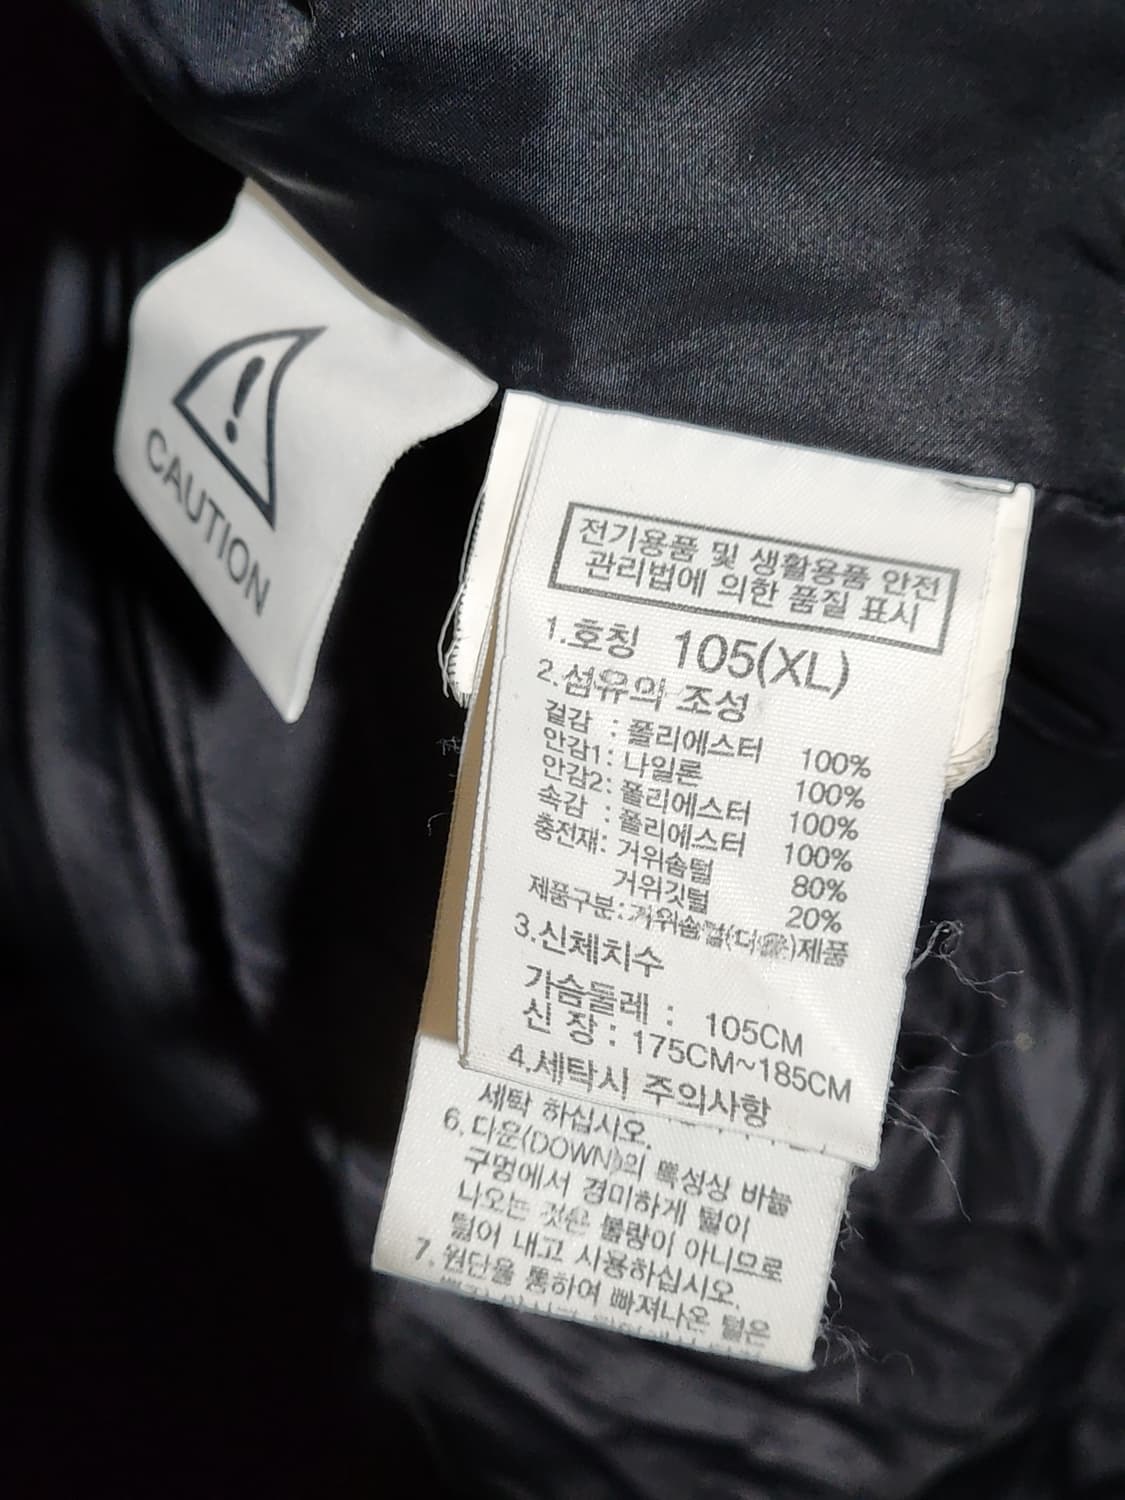 CAUTION
전기용품 및 생활용품 안전
관리법에 의한 품질 표시
1.호칭 105(XL)
2.섬유의 조성
겉감 : 폴리에스터 100%
안감1: 나일론 100%
안감2: 폴리에스터 100%
속감 : 폴리에스터 100%
충전재: 거위솜털 80%
거위깃털 20%
제품구분: 거위솜털(다운)제품
3.신체치수
가슴둘레 : 105CM
신 장 : 175CM~185CM
4.세탁시 주의사항
세탁 하십시오.
6.다운(DOWN)의 특성상 바늘
구멍에서 경미하게 털이
나오는 것은 불량이 아니므로
털어 내고 사용하십시오.
7.원단을 통하여 빠져나온 털은